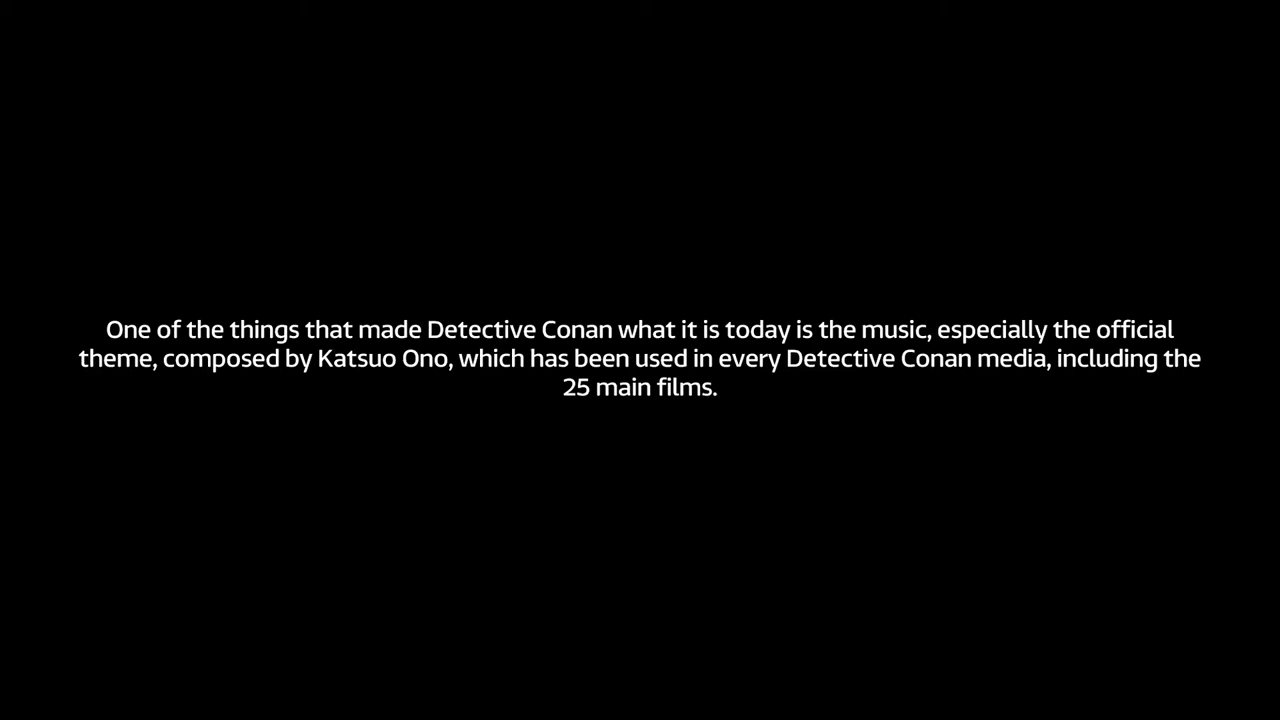 One of the things that made Detective Conan what it is today is the music, especially the official
theme, composed by Katsuo Ono, which has been used in every Detective Conan media, including the
25 main films.